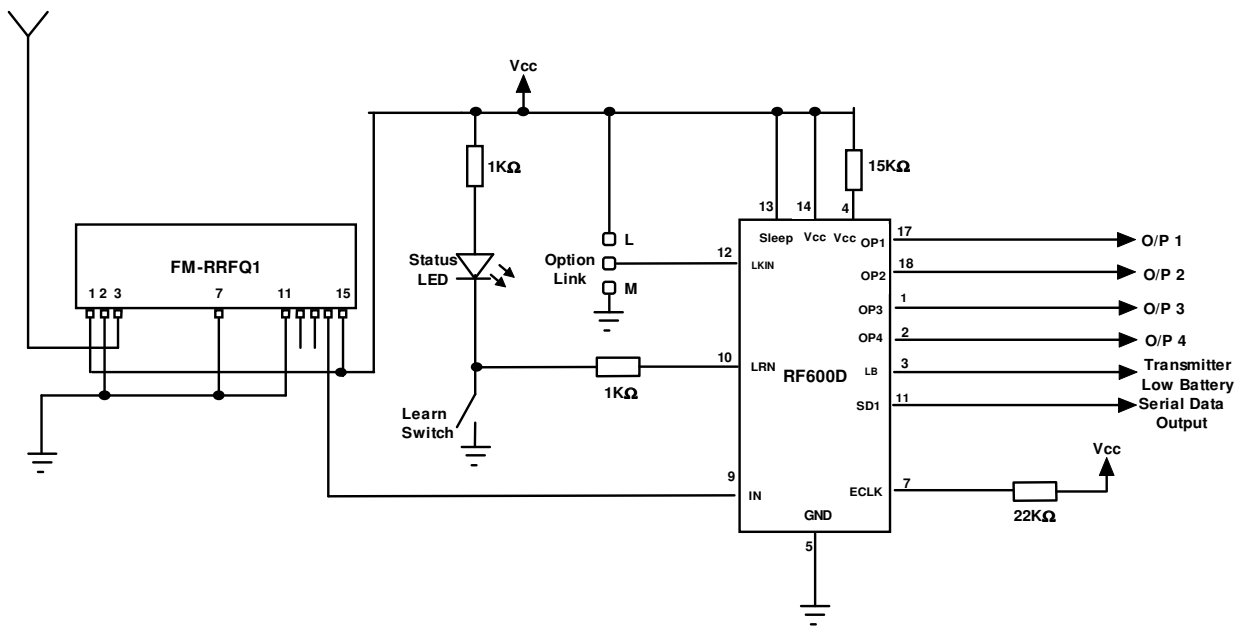 Vcc
1KΩ
15KΩ
13
14
4
17
Sleep
Vcc
Vcc
OP1
O/P 1
L
FM-RRFQ1
Status
LED
Option
Link
12
LKIN
18
OP2
O/P 2
1 2 3
7
11
15
M
1
OP3
O/P 3
2
OP4
O/P 4
10
LRN
RF600D
3
LB
Transmitter
Low Battery
1KΩ
11
SD1
Serial Data
Output
Learn
Switch
Vcc
9
IN
7
ECLK
22KΩ
GND
5